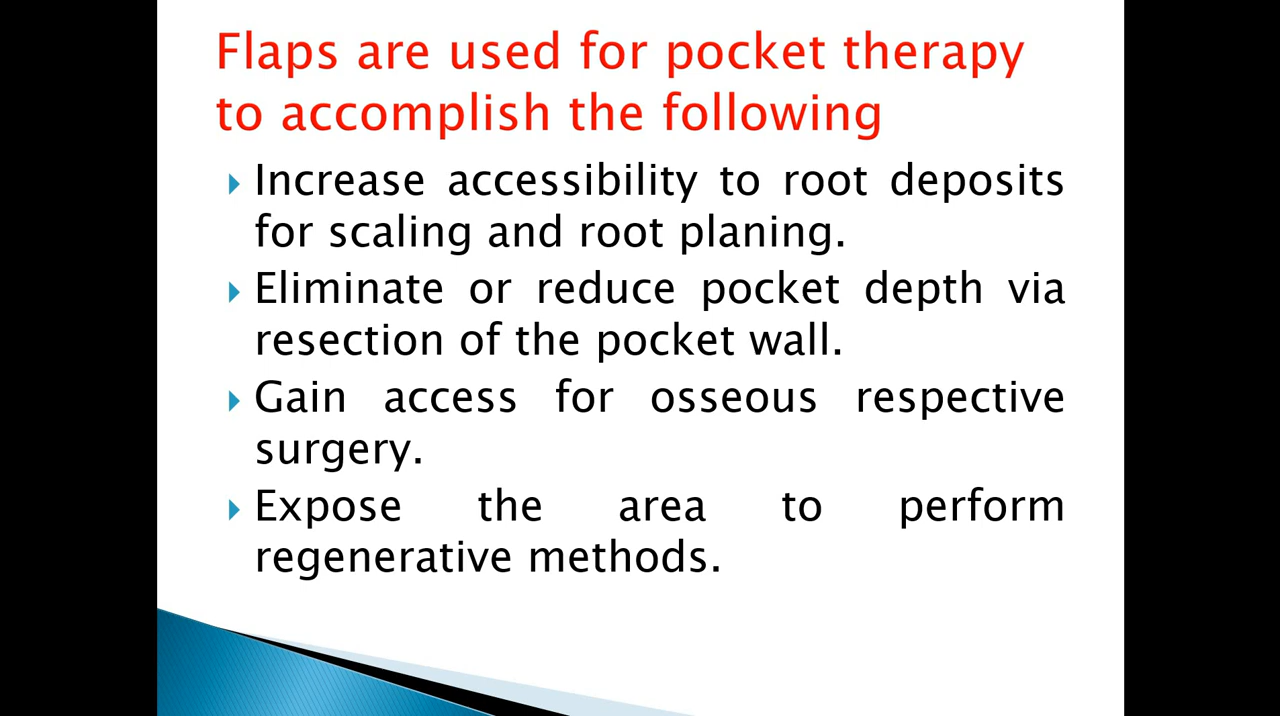 Flaps are used for pocket therapy
to accomplish the following
Increase accessibility to root deposits
for scaling and root planing.
Eliminate or reduce pocket depth via
resection of the pocket wall.
Gain access for osseous respective
surgery.
Expose the area to perform
regenerative methods.